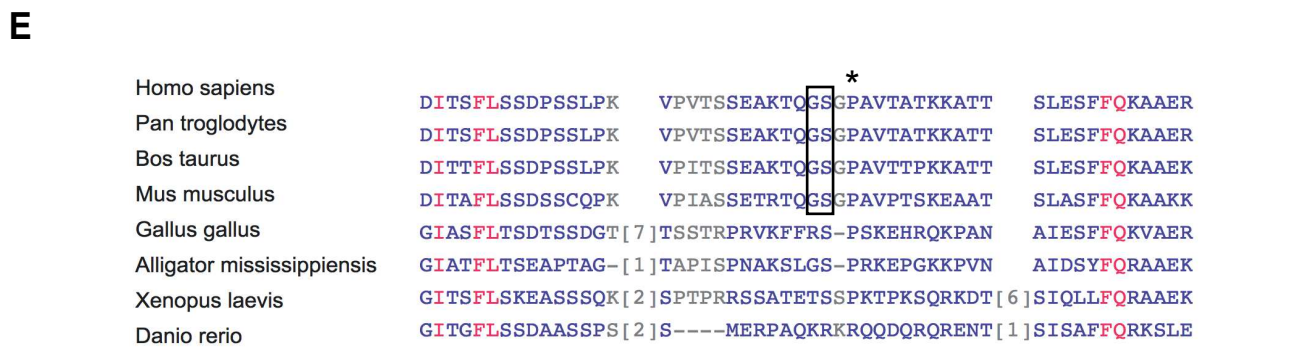 E
*
Homo sapiens DITSFLSSDPSSLPK VPVTSSEAKTQGSGPAVTATKKATT SLESFFQKAAER
Pan troglodytes DITSFLSSDPSSLPK VPVTSSEAKTQGSGPAVTATKKATT SLESFFQKAAER
Bos taurus DITTFLSSDPSSLPK VPITSSEAKTQGSGPAVTTPKKATT SLESFFQKAAEK
Mus musculus DITAFLSSDSSCQPK VPIASSETRTQGSGPAVPTSKEAAT SLASFFQKAAKK
Gallus gallus GIASFLTSDTSSDGT[7]TSSTRPRVKFFRS-PSKEHRQKPAN AIESFFQKVAER
Alligator mississippiensis GIATFLTSEAPTAG-[1]TAPISPNAKSLGS-PRKEPGKKPVN AIDSYFQRAAEK
Xenopus laevis GITSFLSKEASSSQK[2]SPTPRRSSATETSSPKTPKSQRKDT[6]SIQLLFQRAAEK
Danio rerio GITGFLSSDAASSPS[2]S----MERPAQKRKRQQDQRQRENT[1]SISAFFQRKSLE